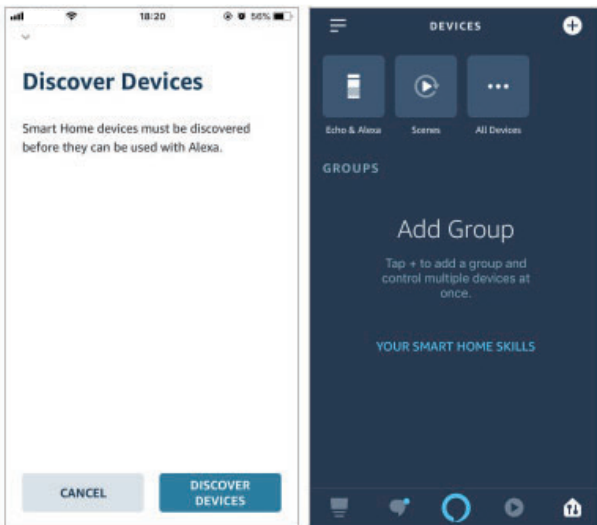 18:20
56%
Discover Devices
Smart Home devices must be discovered
before they can be used with Alexa.
CANCEL
DISCOVER
DEVICES
DEVICES
Echo & Alexa
Scenes
All Devices
GROUPS
Add Group
Tap + to add a group and
control multiple devices at
once.
YOUR SMART HOME SKILLS